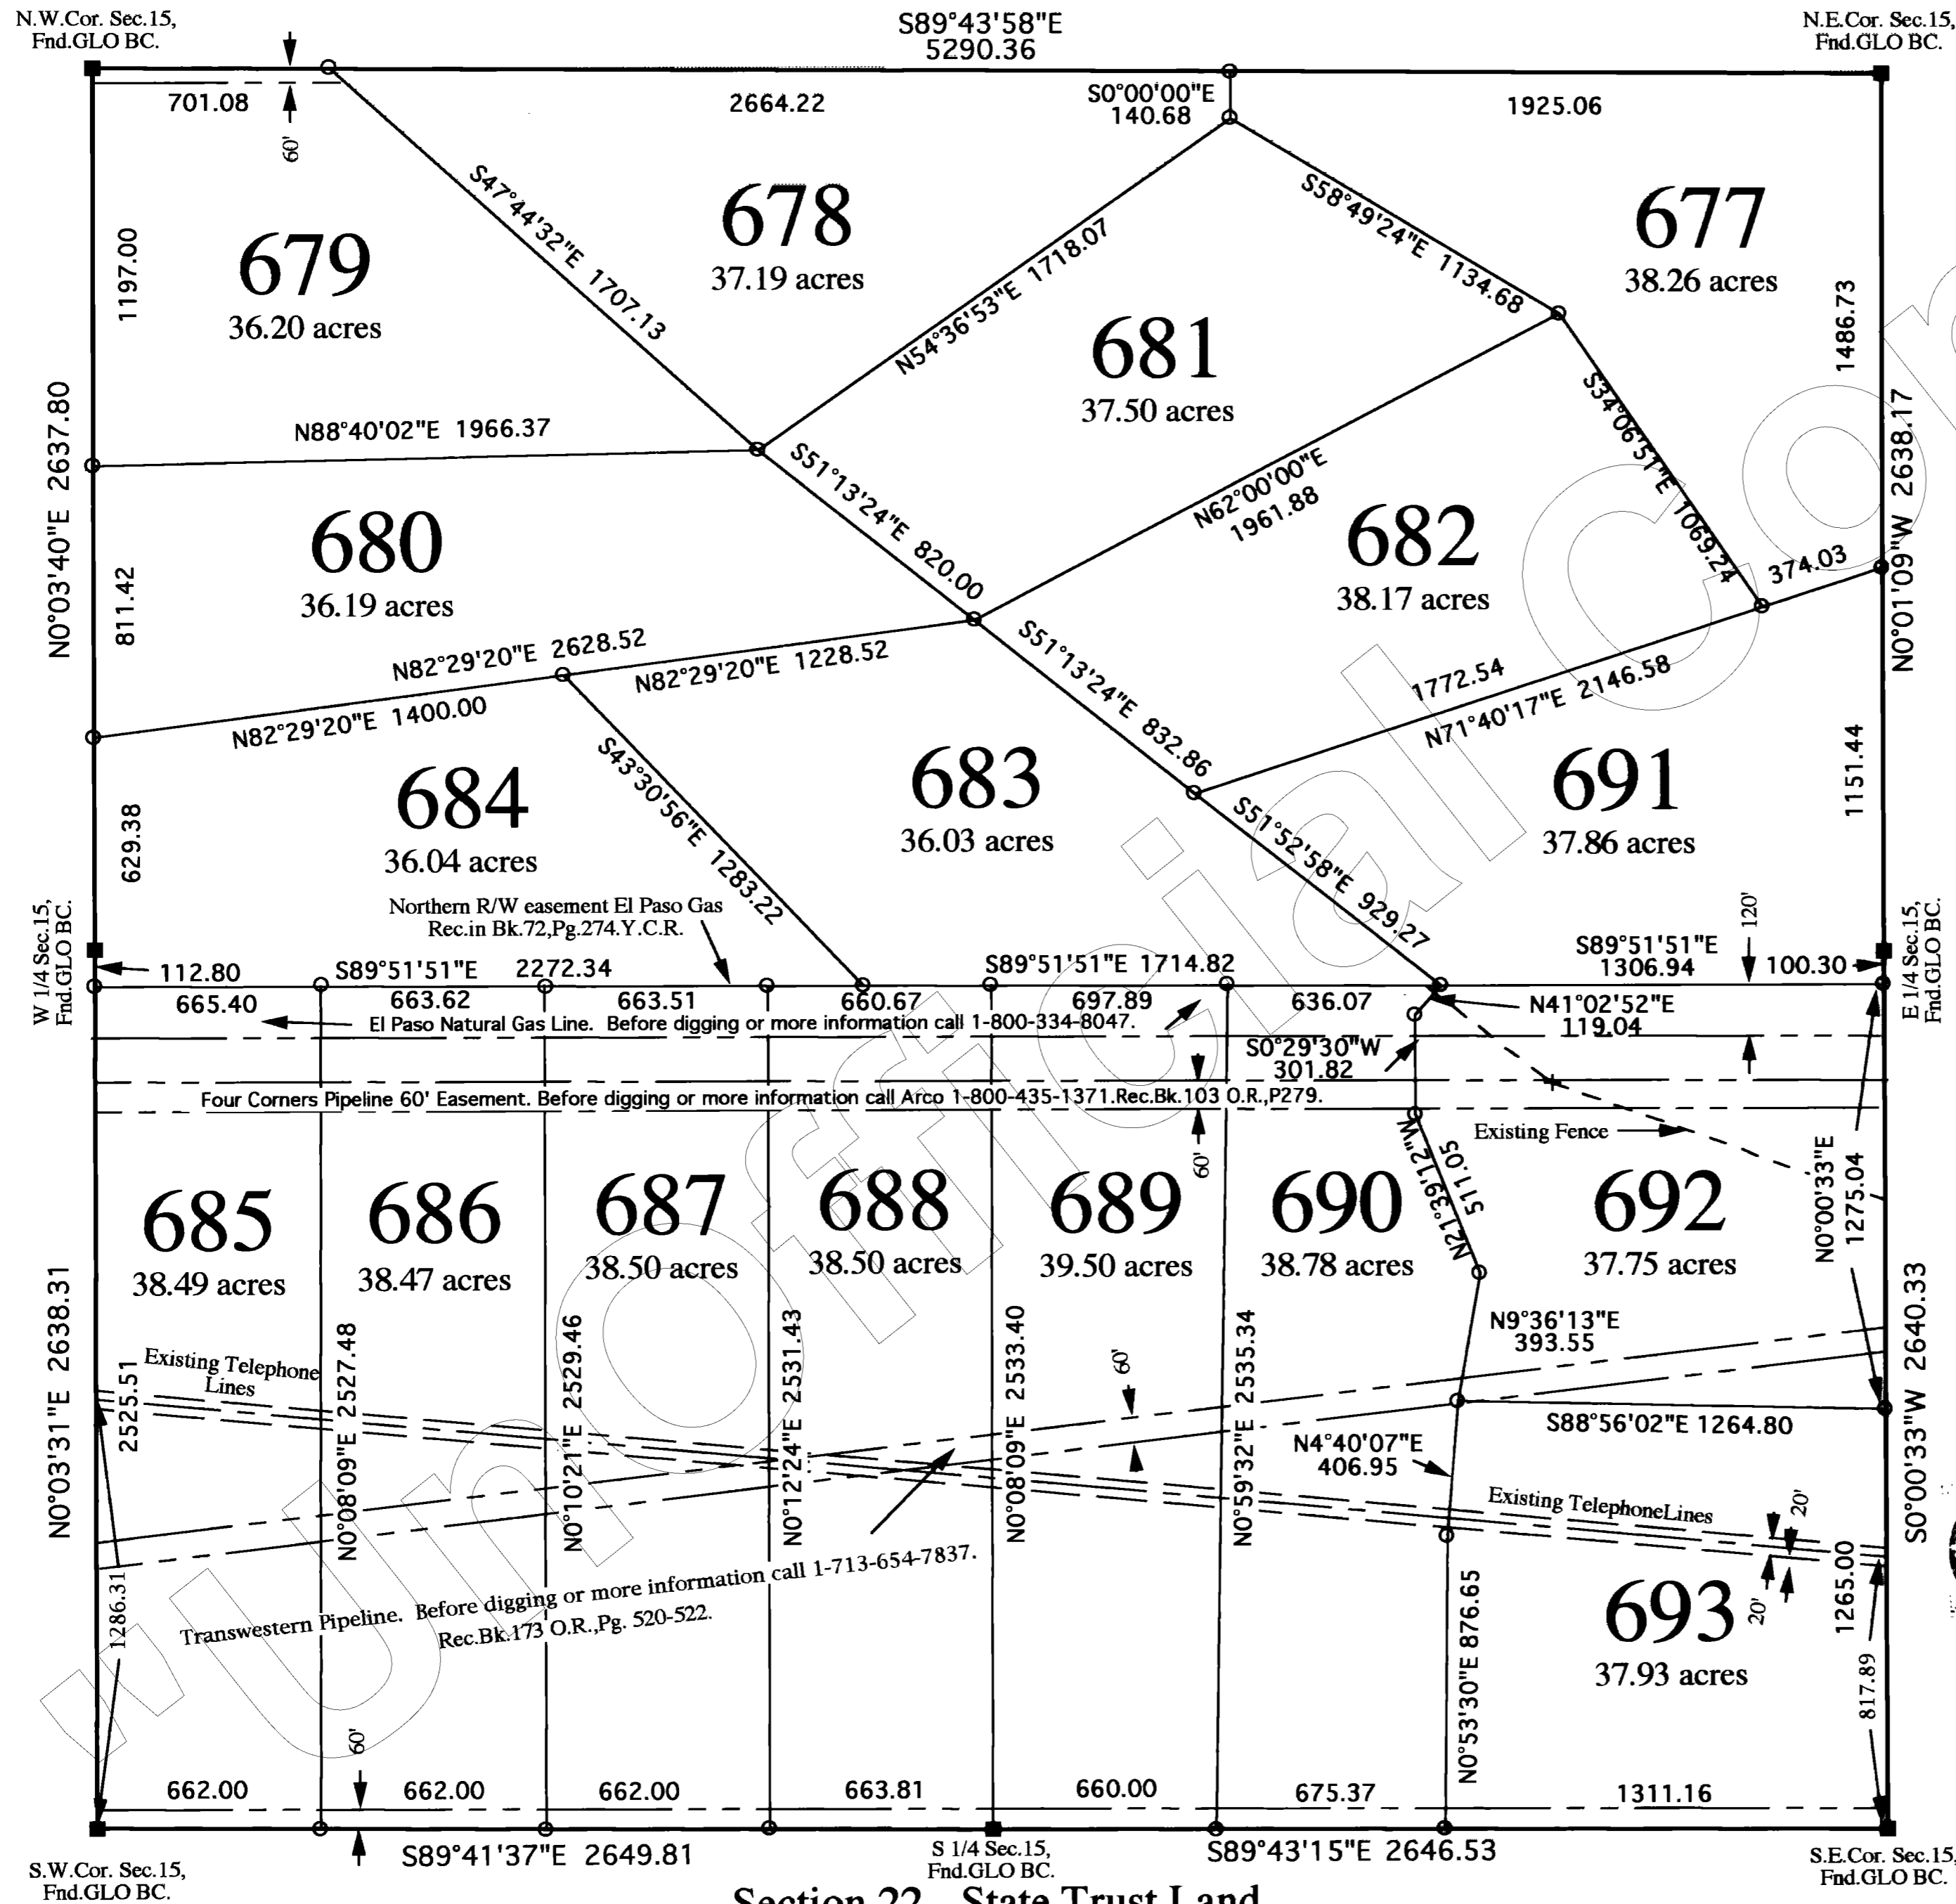 N.W.Cor. Sec.15,
Fnd.GLO BC.
S89°43'58"E
5290.36
N.E.Cor. Sec.15,
Fnd.GLO BC.
701.08
60'
2664.22
S0°00'00"E
140.68
1925.06
S47°44'32"E 1707.13
679
36.20 acres
1197.00
678
37.19 acres
N54°36'53"E 1718.07
S58°49'24"E 1134.68
677
38.26 acres
1486.73
681
37.50 acres
N0°03'40"E 2637.80
N88°40'02"E 1966.37
S51°13'24"E 820.00
N62°00'00"E
1961.88
S34°06'51"E 1069.24
N0°01'09"W 2638.17
680
36.19 acres
811.42
682
38.17 acres
374.03
N82°29'20"E 2628.52
N82°29'20"E 1228.52
N82°29'20"E 1400.00
S51°13'24"E 832.86
1772.54
N71°40'17"E 2146.58
684
36.04 acres
629.38
S43°30'56"E 1283.22
683
36.03 acres
691
37.86 acres
1151.44
S51°52'58"E 929.27
Northern R/W easement El Paso Gas
Rec.in Bk.72,Pg.274.Y.C.R.
W 1/4 Sec.15,
Fnd.GLO BC.
E 1/4 Sec.15,
Fnd.GLO BC.
120'
112.80
S89°51'51"E 2272.34
S89°51'51"E 1714.82
S89°51'51"E
1306.94
100.30
665.40
663.62
663.51
660.67
697.89
636.07
N41°02'52"E
119.04
El Paso Natural Gas Line. Before digging or more information call 1-800-334-8047.
S0°29'30"W
301.82
Four Corners Pipeline 60' Easement. Before digging or more information call Arco 1-800-435-1371.Rec.Bk.103 O.R.,P279.
60'
Existing Fence
N21°39'12"W
511.05
N0°00'33"E
1275.04
685
38.49 acres
686
38.47 acres
687
38.50 acres
688
38.50 acres
689
39.50 acres
690
38.78 acres
692
37.75 acres
N0°03'31"E 2638.31
2525.51
Existing Telephone
Lines
N0°08'09"E 2527.48
N0°10'21"E 2529.46
N0°12'24"E 2531.43
N0°08'09"E 2533.40
60'
N0°59'32"E 2535.34
N9°36'13"E
393.55
S0°00'33"W 2640.33
S88°56'02"E 1264.80
N4°40'07"E
406.95
Existing TelephoneLines
20'
20'
1265.00
1286.31
Transwestern Pipeline. Before digging or more information call 1-713-654-7837.
Rec.Bk.173 O.R.,Pg. 520-522.
N0°53'30"E 876.65
693
37.93 acres
817.89
60'
662.00
662.00
662.00
663.81
660.00
675.37
1311.16
S89°41'37"E 2649.81
S 1/4 Sec.15,
Fnd.GLO BC.
S89°43'15"E 2646.53
S.W.Cor. Sec.15,
Fnd.GLO BC.
S.E.Cor. Sec.15,
Fnd.GLO BC.
Section 22 State Trust Land
"Unofficial Co